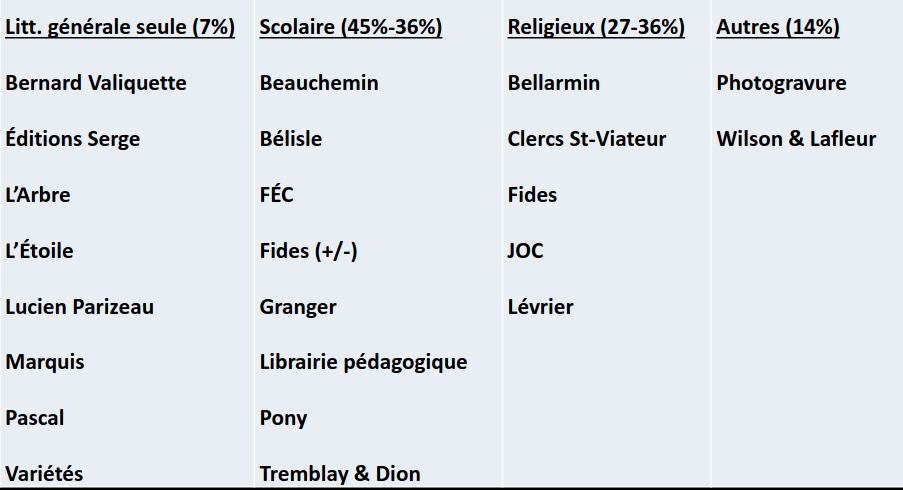 Litt. générale seule (7%) Scolaire (45%-36%) Religieux (27-36%) Autres (14%)
Bernard Valiquette Beauchemin Bellarmin Photogravure
Éditions Serge Bélisle Clercs St-Viateur Wilson & Lafleur
L’Arbre FÉC Fides
L’Étoile Fides (+/-) JOC
Lucien Parizeau Granger Lévrier
Marquis Librairie pédagogique
Pascal Pony
Variétés Tremblay & Dion